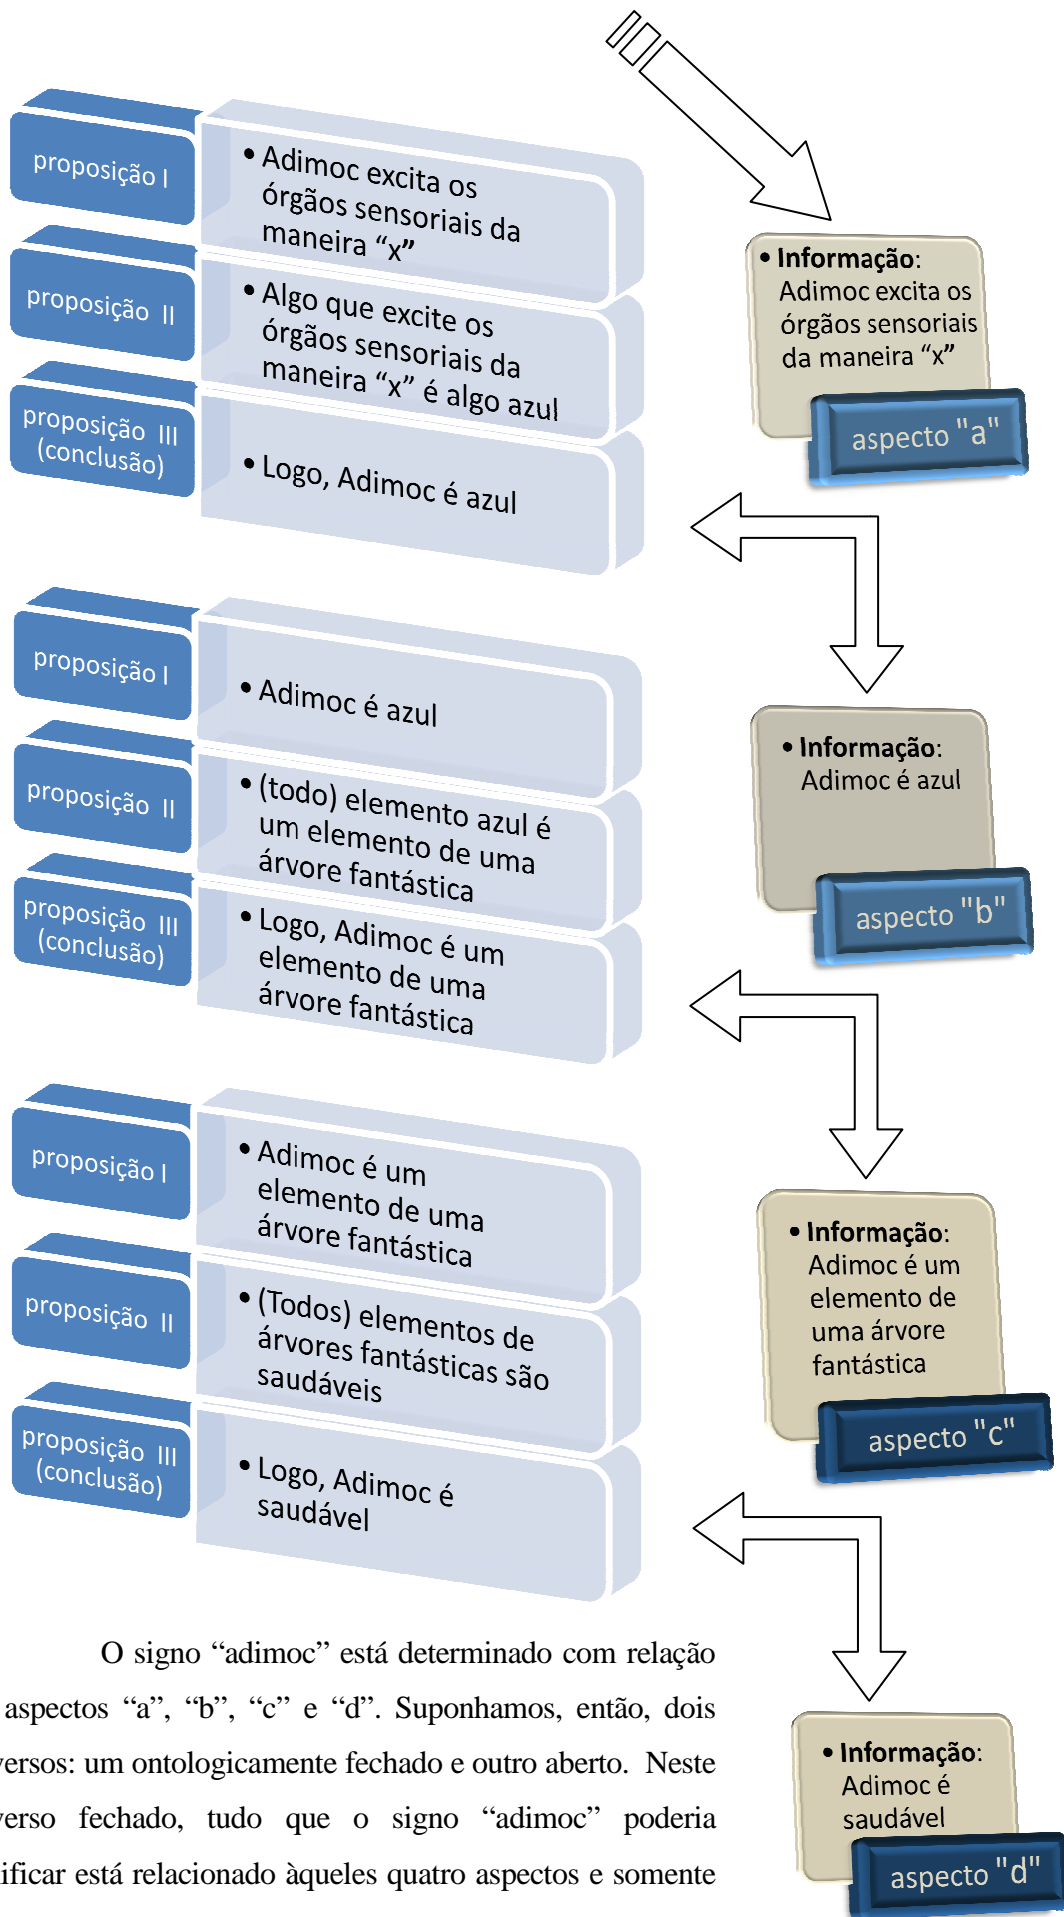 proposição I
• Adimoc excita os
órgãos sensoriais da
maneira “x”
proposição II
• Algo que excite os
órgãos sensoriais da
maneira “x” é algo azul
proposição III
(conclusão)
• Logo, Adimoc é azul
• Informação:
Adimoc excita os
órgãos sensoriais
da maneira “x”
aspecto "a"
proposição I
• Adimoc é azul
proposição II
• (todo) elemento azul é
um elemento de uma
árvore fantástica
proposição III
(conclusão)
• Logo, Adimoc é um
elemento de uma
árvore fantástica
• Informação:
Adimoc é azul
aspecto "b"
proposição I
• Adimoc é um
elemento de uma
árvore fantástica
proposição II
• (Todos) elementos de
árvores fantásticas são
saudáveis
proposição III
(conclusão)
• Logo, Adimoc é
saudável
• Informação:
Adimoc é um
elemento de
uma árvore
fantástica
aspecto "c"
O signo “adimoc” está determinado com relação
aspectos “a”, “b”, “c” e “d”. Suponhamos, então, dois
versos: um ontologicamente fechado e outro aberto. Neste
verso fechado, tudo que o signo “adimoc” poderia
nificar está relacionado àqueles quatro aspectos e somente
• Informação:
Adimoc é
saudável
aspecto "d"